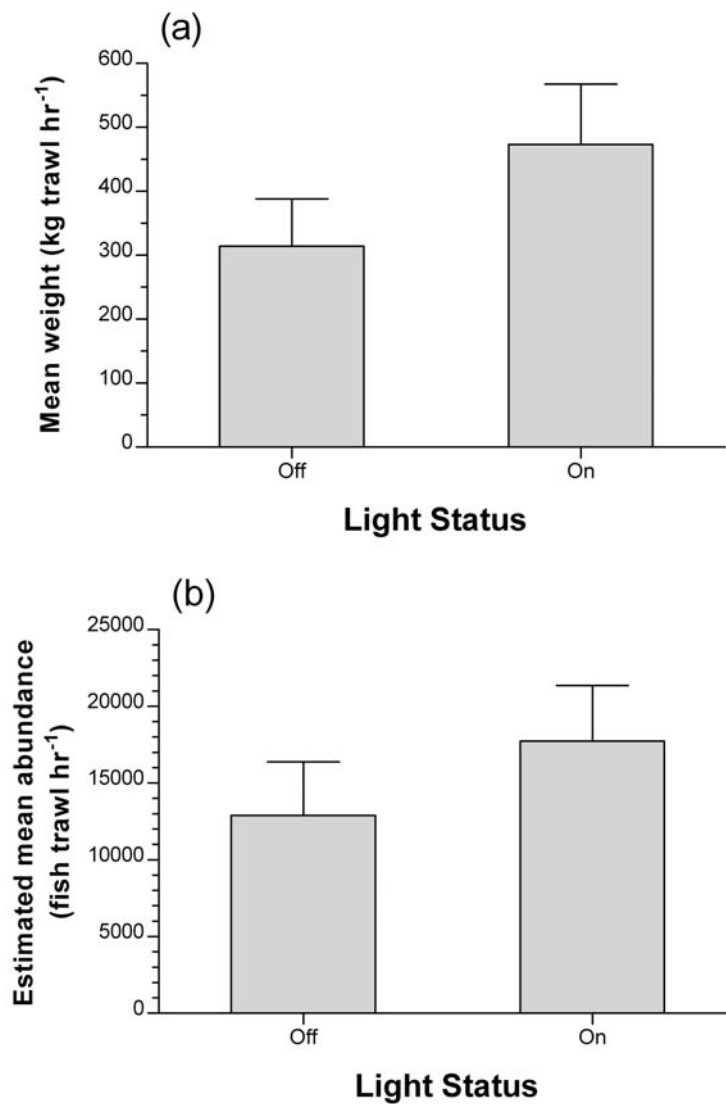 (a)
Mean weight (kg trawl hr⁻¹)
600
500
400
300
200
100
0
Off
On
Light Status
(b)
Estimated mean abundance
(fish trawl hr⁻¹)
25000
20000
15000
10000
5000
0
Off
On
Light Status